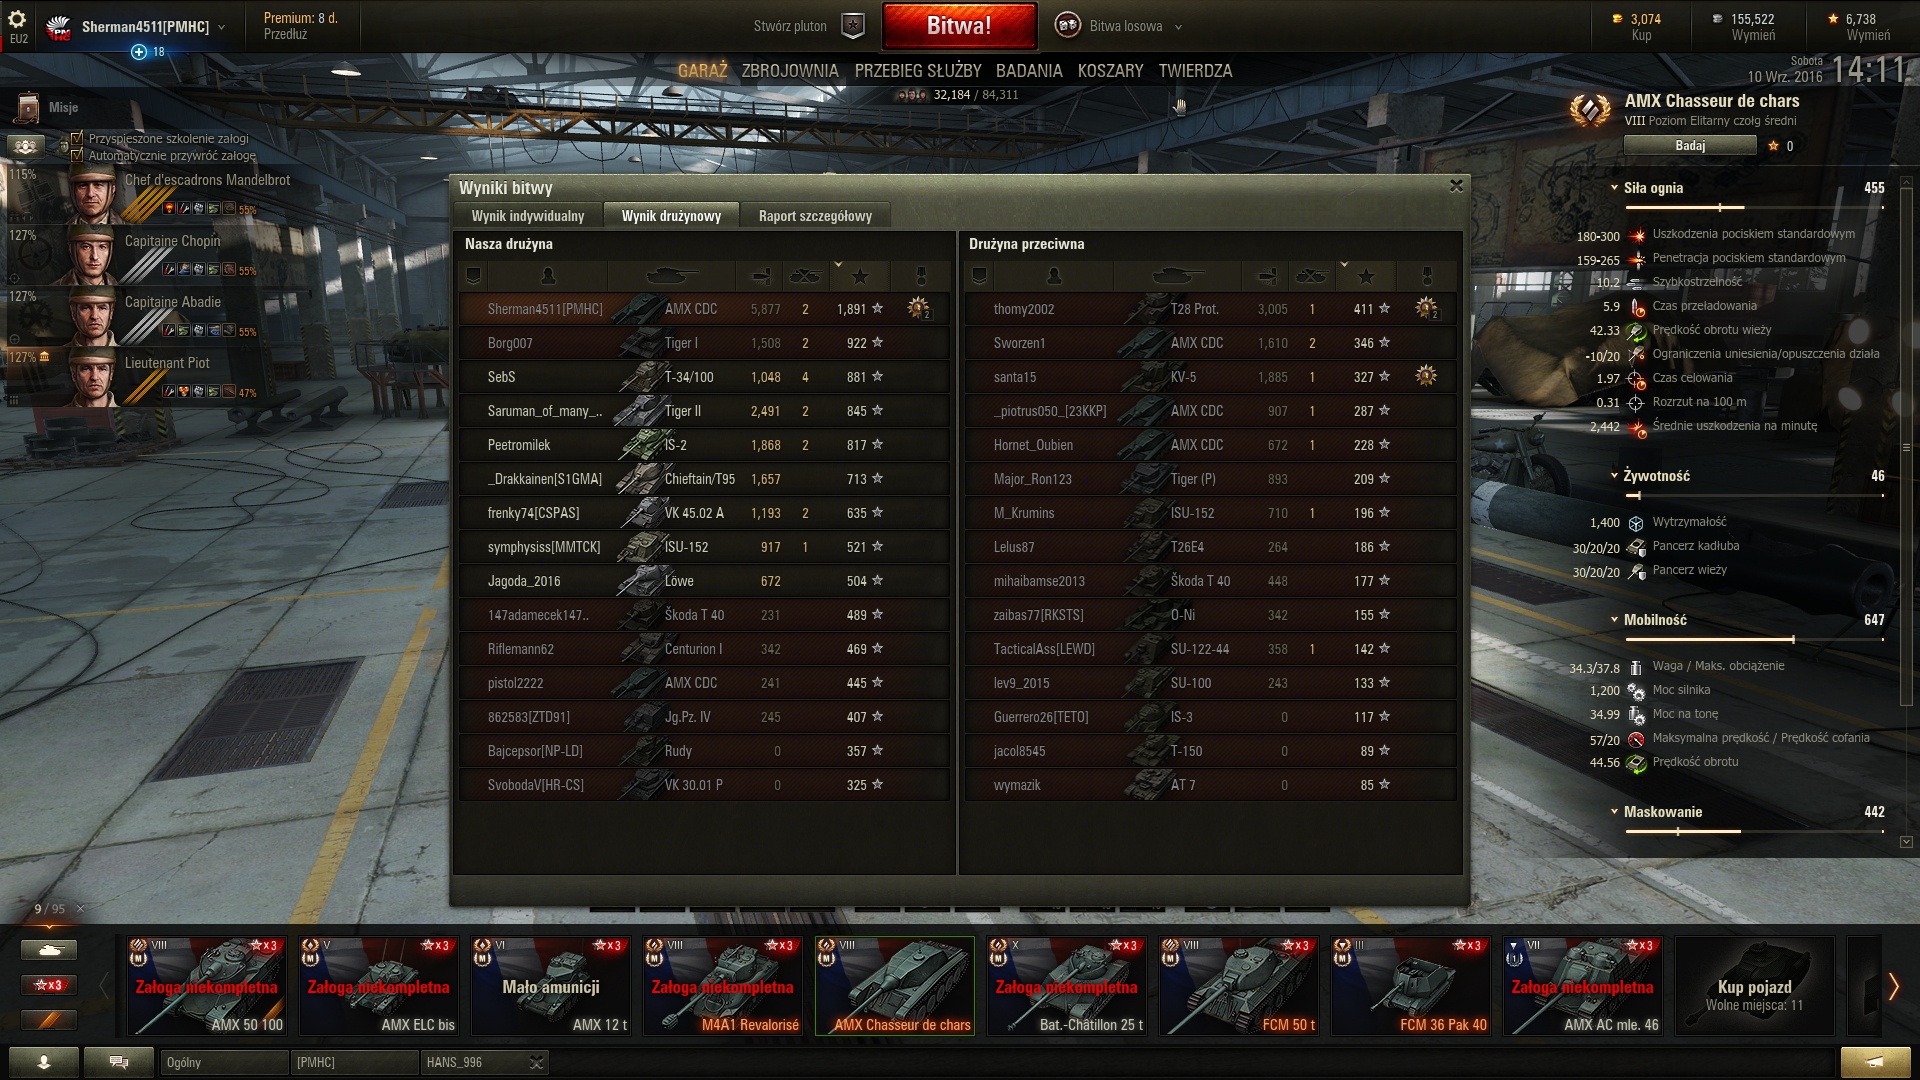 EU2
Sherman4511[PMHC]
18
Premium: 8 d.
Przedłuż
Stwórz pluton
Bitwa!
Bitwa losowa
3,074
Kup
155,522
Wymień
6,738
Wymień
GARAŻ ZBROJOWNIA PRZEBIEG SŁUŻBY BADANIA KOSZARY TWIERDZA
32,184 / 84,311
Sobota
10 Wrz. 2016
14:11
Misje
Przyspieszone szkolenie załogi
Automatycznie przywróć załogę
115% Chef d'escadrons Mandelbrot
55%
127% Capitaine Chopin
55%
127% Capitaine Abadie
55%
127% Lieutenant Piot
47%
Wyniki bitwy
Wynik indywidualny Wynik drużynowy Raport szczegółowy
Nasza drużyna
Sherman4511[PMHC] AMX CDC 5,877 2 1,891 2
Borg007 Tiger I 1,508 2 922
SebS T-34/100 1,048 4 881
Saruman_of_many_.. Tiger II 2,491 2 845
Peetromilek IS-2 1,868 2 817
_Drakkainen[S1GMA] Chieftain/T95 1,657 713
frenky74[CSPAS] VK 45.02 A 1,193 2 635
symphysiss[MMTCK] ISU-152 917 1 521
Jagoda_2016 Löwe 672 504
147adamecek147.. Škoda T 40 231 489
Riflemann62 Centurion I 342 469
pistol2222 AMX CDC 241 445
862583[ZTD91] Jg.Pz. IV 245 407
Bajcepsor[NP-LD] Rudy 0 357
SvobodaV[HR-CS] VK 30.01 P 0 325
Drużyna przeciwna
thomy2002 T28 Prot. 3,005 1 411 2
Sworzen1 AMX CDC 1,610 2 346
santa15 KV-5 1,885 1 327
_piotrus050_[23KKP] AMX CDC 907 1 287
Hornet_Oubien AMX CDC 672 1 228
Major_Ron123 Tiger (P) 893 209
M_Krumins ISU-152 710 1 196
Lelus87 T26E4 264 186
mihaibamse2013 Škoda T 40 448 177
zaibas77[RKSTS] O-Ni 342 155
TacticalAss[LEWD] SU-122-44 358 1 142
lev9_2015 SU-100 243 133
Guerrero26[TETO] IS-3 0 117
jacol8545 T-150 0 89
wymazik AT 7 0 85
AMX Chasseur de chars
VIII Poziom Elitarny czołg średni
Badaj
0
Siła ognia 455
180-300 Uszkodzenia pociskiem standardowym
159-265 Penetracja pociskiem standardowym
10.2 Szybkostrzelność
5.9 Czas przeładowania
42.33 Prędkość obrotu wieży
-10/20 Ograniczenia uniesienia/opuszczenia działa
1.97 Czas celowania
0.31 Rozrzut na 100 m
2,442 Średnie uszkodzenia na minutę
Żywotność 46
1,400 Wytrzymałość
30/20/20 Pancerz kadłuba
30/20/20 Pancerz wieży
Mobilność 647
34.3/37.8 Waga / Maks. obciążenie
1,200 Moc silnika
34.99 Moc na tonę
57/20 Maksymalna prędkość / Prędkość cofania
44.56 Prędkość obrotu
Maskowanie 442
9 / 95
x3
VIII x3
Załoga niekompletna
AMX 50 100
V x3
Załoga niekompletna
AMX ELC bis
VI x3
Mało amunicji
AMX 12 t
VIII x3
Załoga niekompletna
M4A1 Revalorisé
VIII
AMX Chasseur de chars
X x3
Załoga niekompletna
Bat.-Châtillon 25 t
VIII x3
FCM 50 t
III x3
FCM 36 Pak 40
VII x3
Załoga niekompletna
AMX AC mle. 46
Kup pojazd
Wolne miejsca: 11
Ogólny
[PMHC]
HANS_996